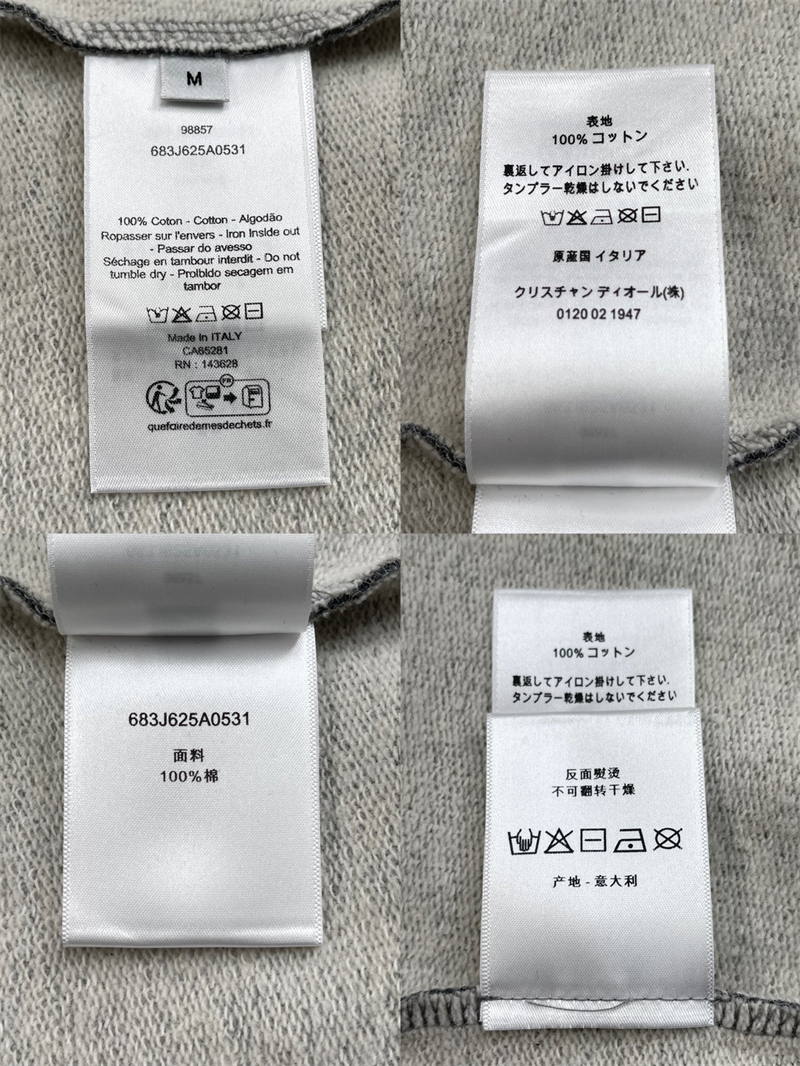 M
98857
683J625A0531
100% Coton - Cotton - Algodão
Ropasser sur l'envers - Iron Inside out
- Passar do avesso
Séchage en tambour interdit - Do not
tumble dry - Prolbldo secagem em
tambor
Made In ITALY
CA65281
RN : 143628
FR
quefairedemesdechets.fr
表地
100% コットン
裏返してアイロン掛けして下さい.
タンブラー乾燥はしないでください
原産国 イタリア
クリスチャン ディオール(株)
0120 02 1947
683J625A0531
面料
100%棉
表地
100% コットン
裏返してアイロン掛けして下さい.
タンブラー乾燥はしないでください
反面熨烫
不可翻转干燥
产地 - 意大利